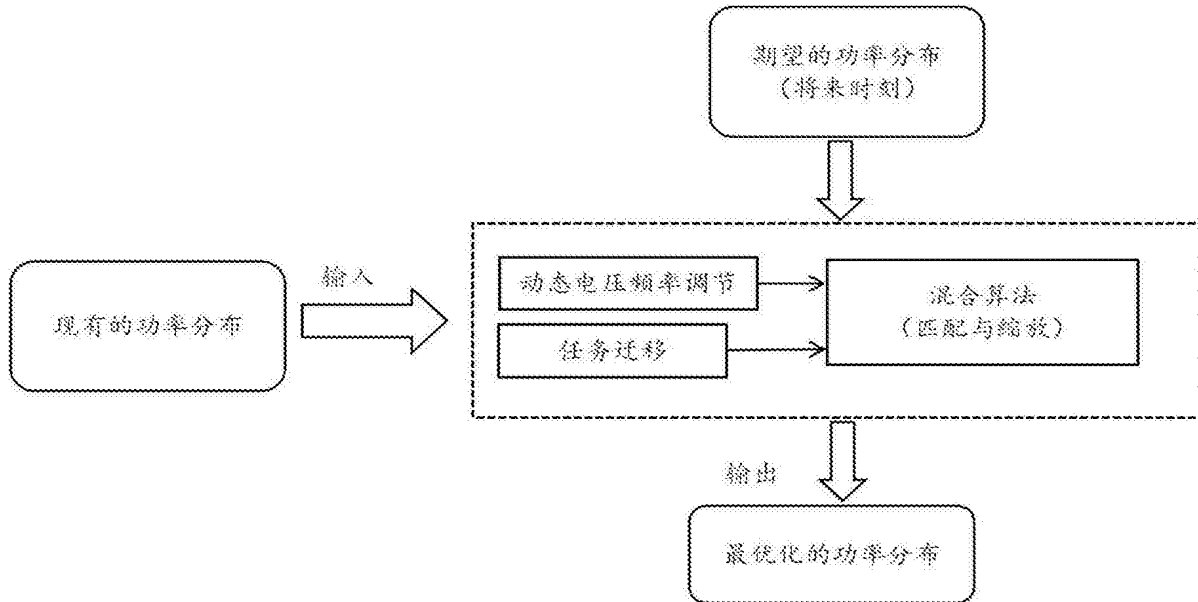 期望的功率分布
（将来时刻）
输入
现有的功率分布
动态电压频率调节
任务迁移
混合算法
（匹配与缩放）
输出
最优化的功率分布